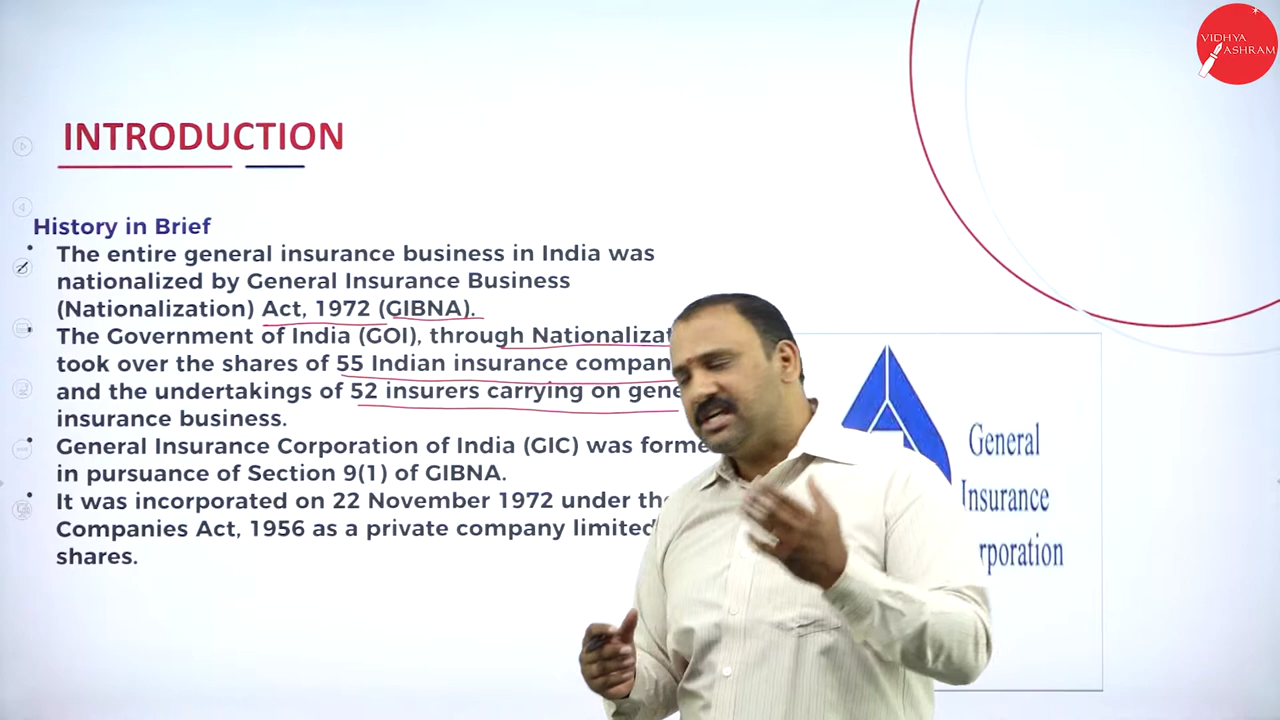 VIDHYA
ASHRAM
INTRODUCTION
History in Brief
• The entire general insurance business in India was
nationalized by General Insurance Business
(Nationalization) Act, 1972 (GIBNA).
• The Government of India (GOI), through
took over the shares of 55 Indian insurance
and the undertakings of 52 insurers carrying on
insurance business.
• General Insurance Corporation of India (GIC) was
in pursuance of Section 9(1) of GIBNA.
• It was incorporated on 22 November 1972 under
Companies Act, 1956 as a private company limited
shares.
General
Insurance